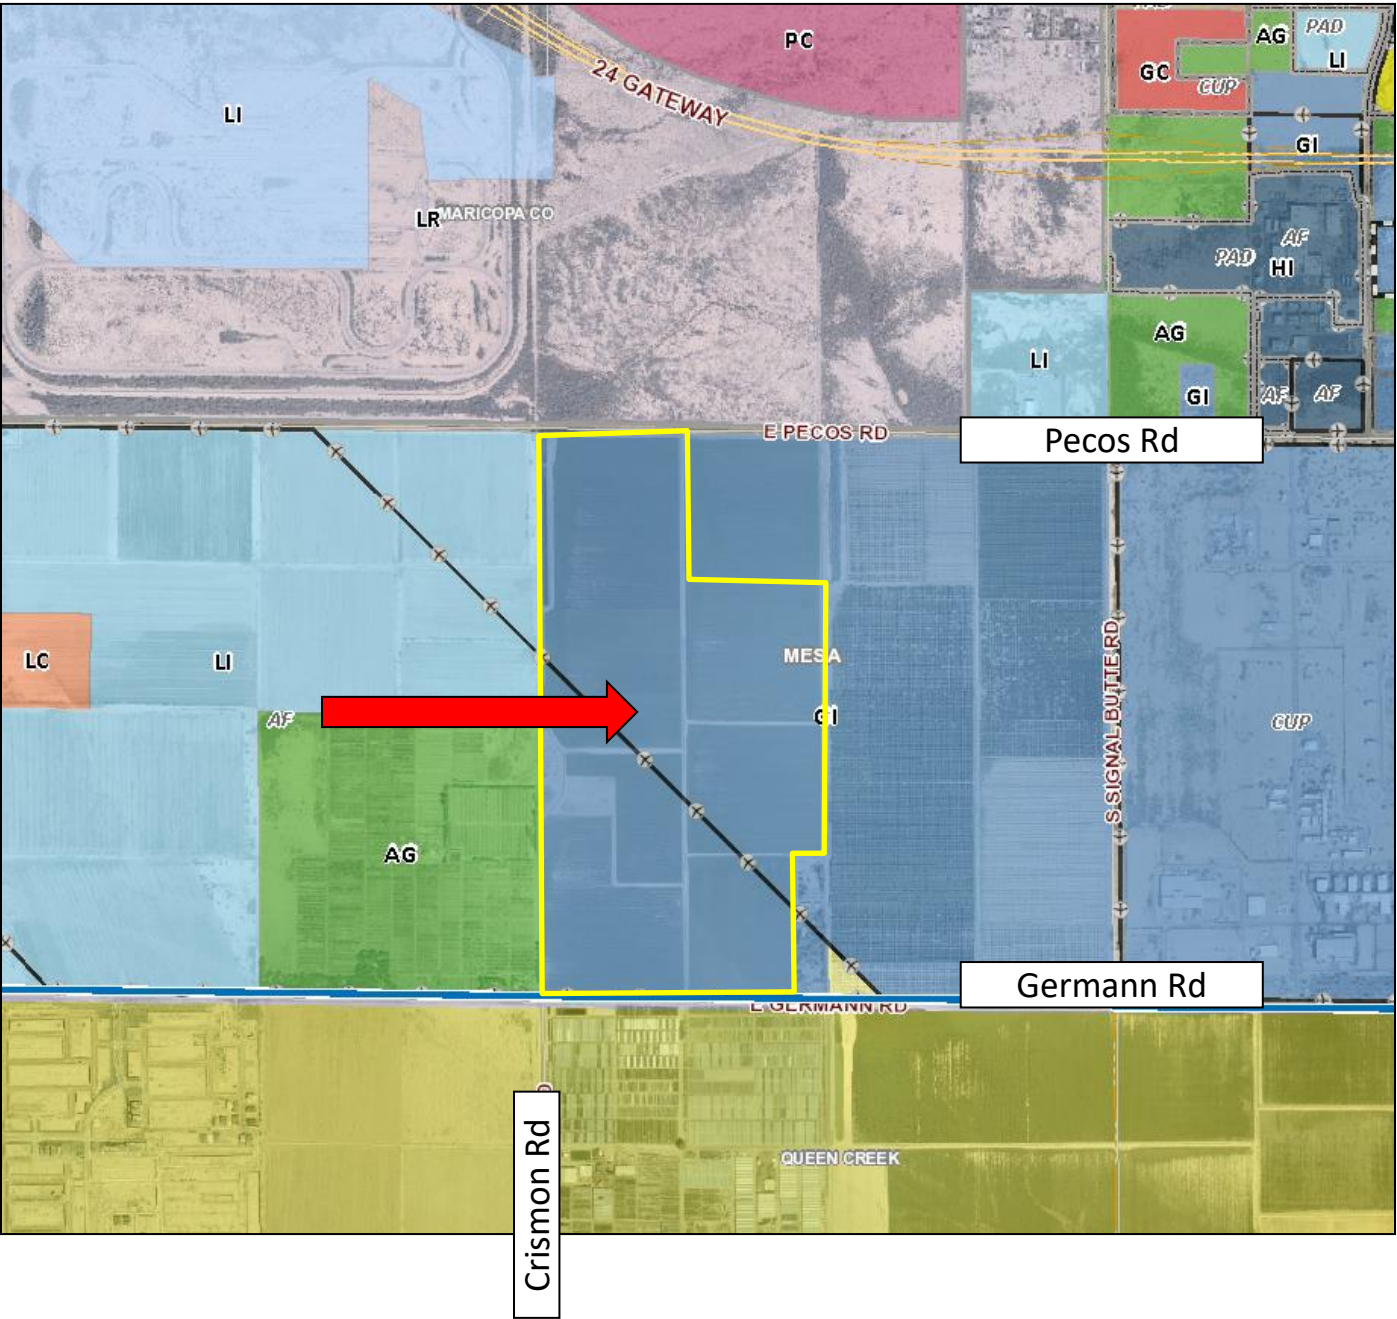 PC
AG
PAD
LI
GC
CUP
24 GATEWAY
LI
GI
LR
MARICOPA CO
AF
PAD
HI
AG
LI
GI
AF
AF
E PECOS RD
Pecos Rd
MESA
LC
LI
S SIGNAL BUTTE RD
AF
GI
CUP
AG
Germann Rd
E GERMANN RD
Crismon Rd
QUEEN CREEK